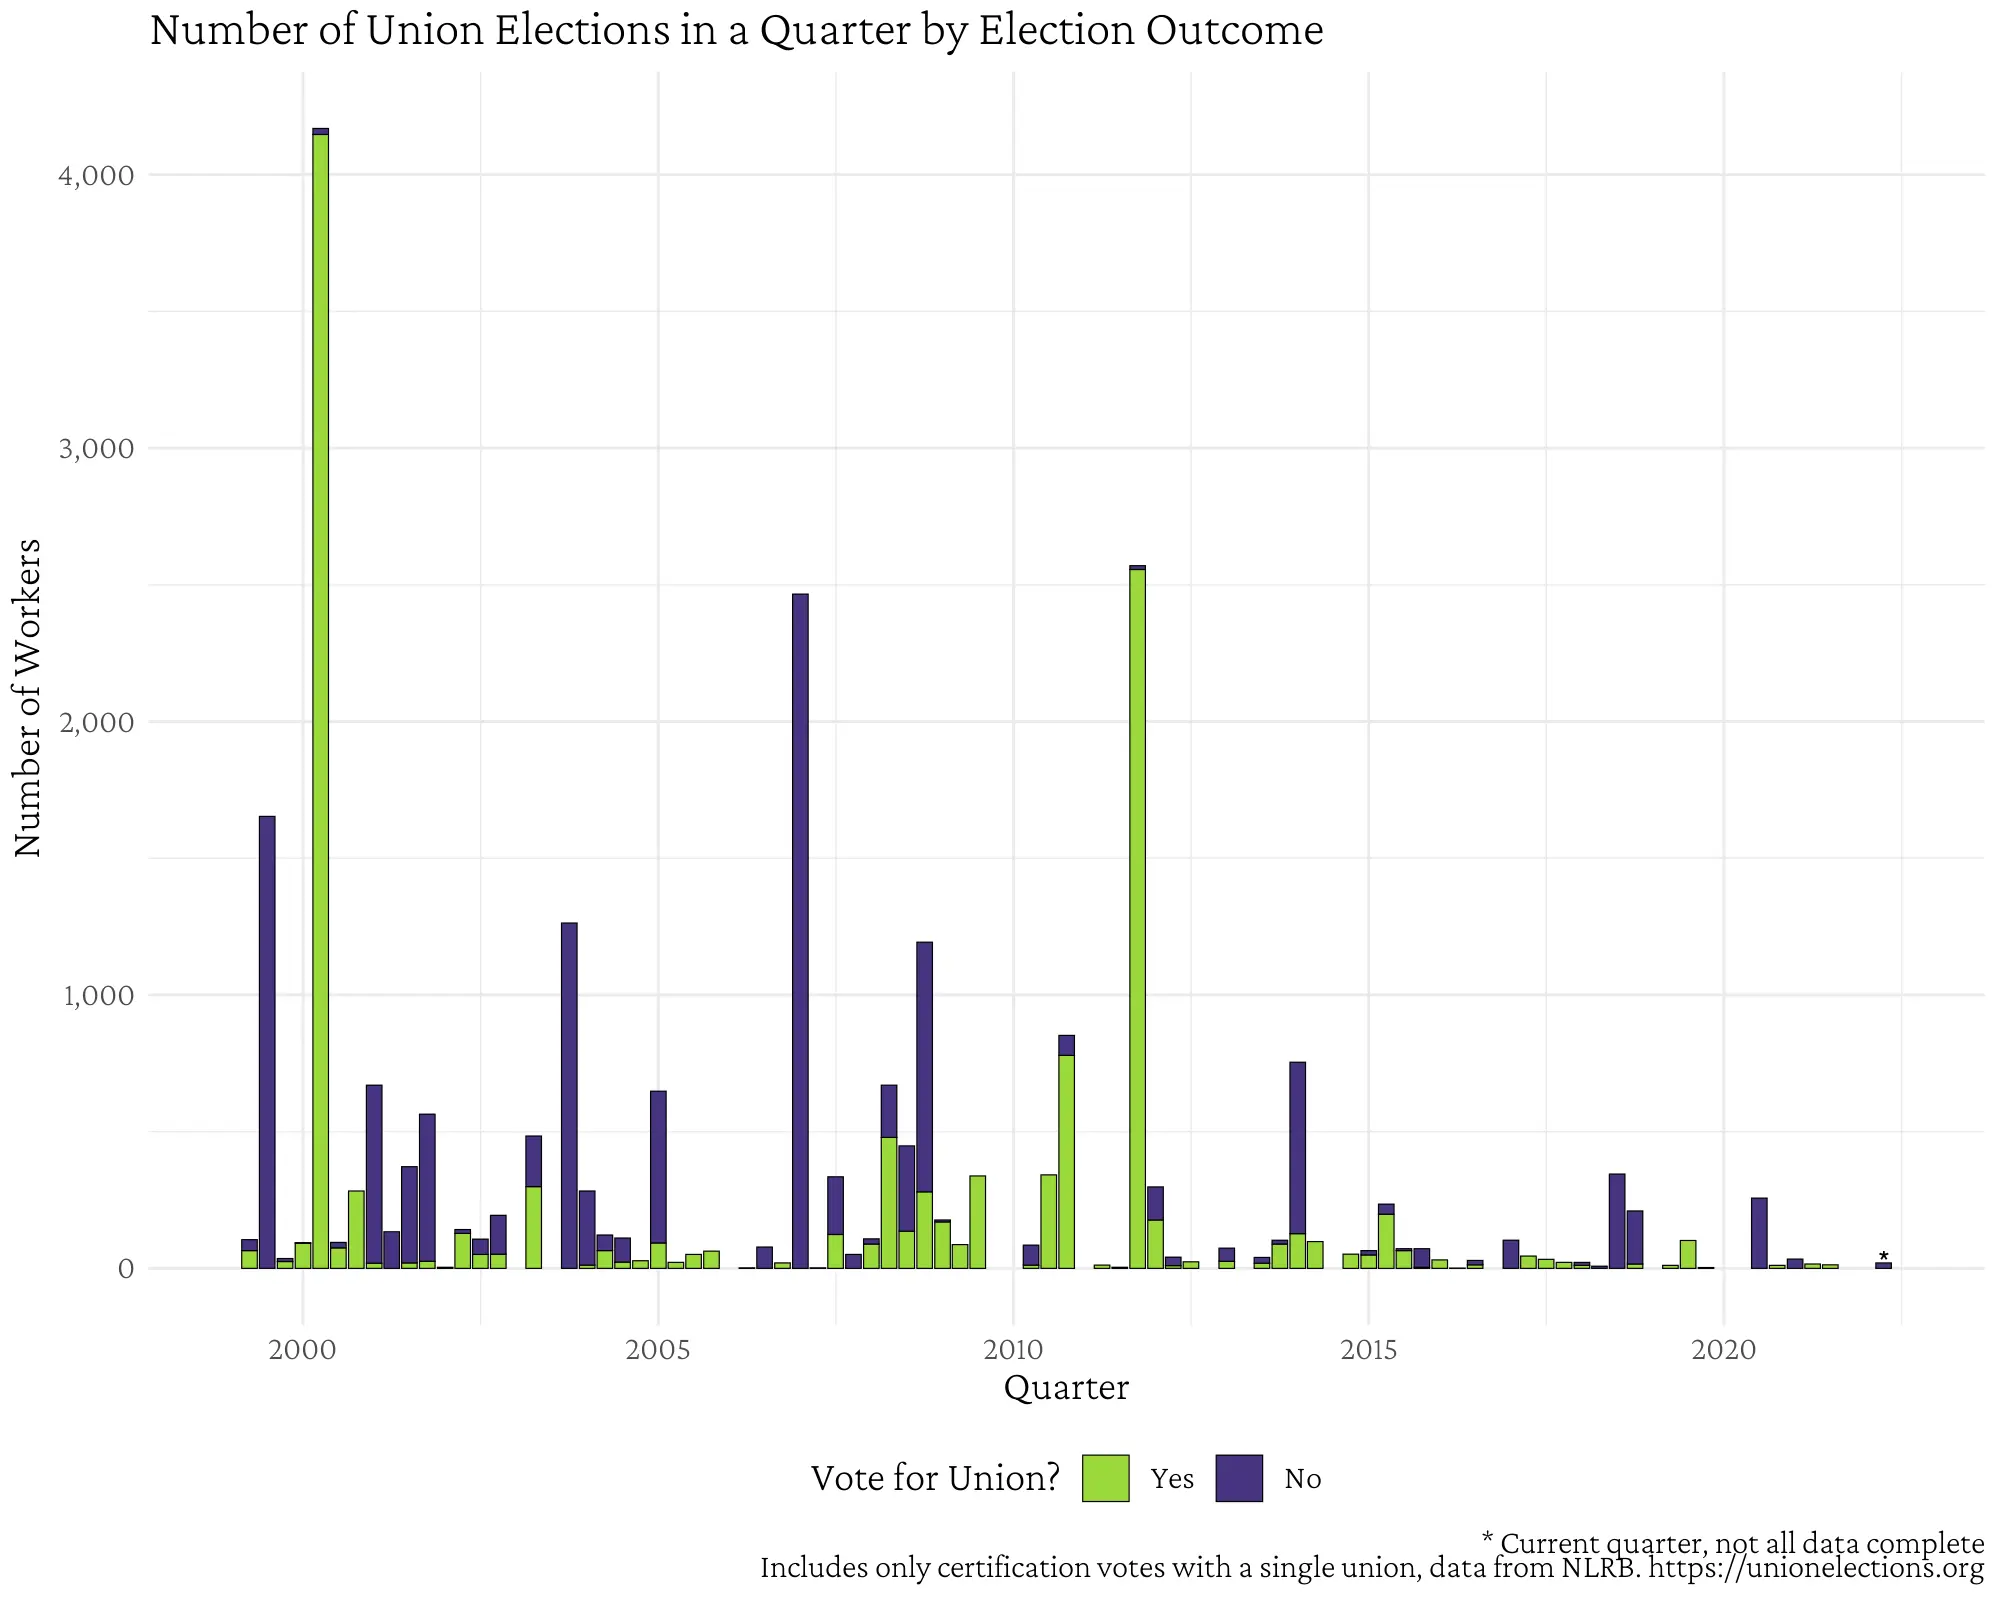 Number of Union Elections in a Quarter by Election Outcome
Number of Workers
4,000
3,000
2,000
1,000
0
*
2000 2005 2010 2015 2020
Quarter
Vote for Union? Yes No
* Current quarter, not all data complete
Includes only certification votes with a single union, data from NLRB. https://unionelections.org